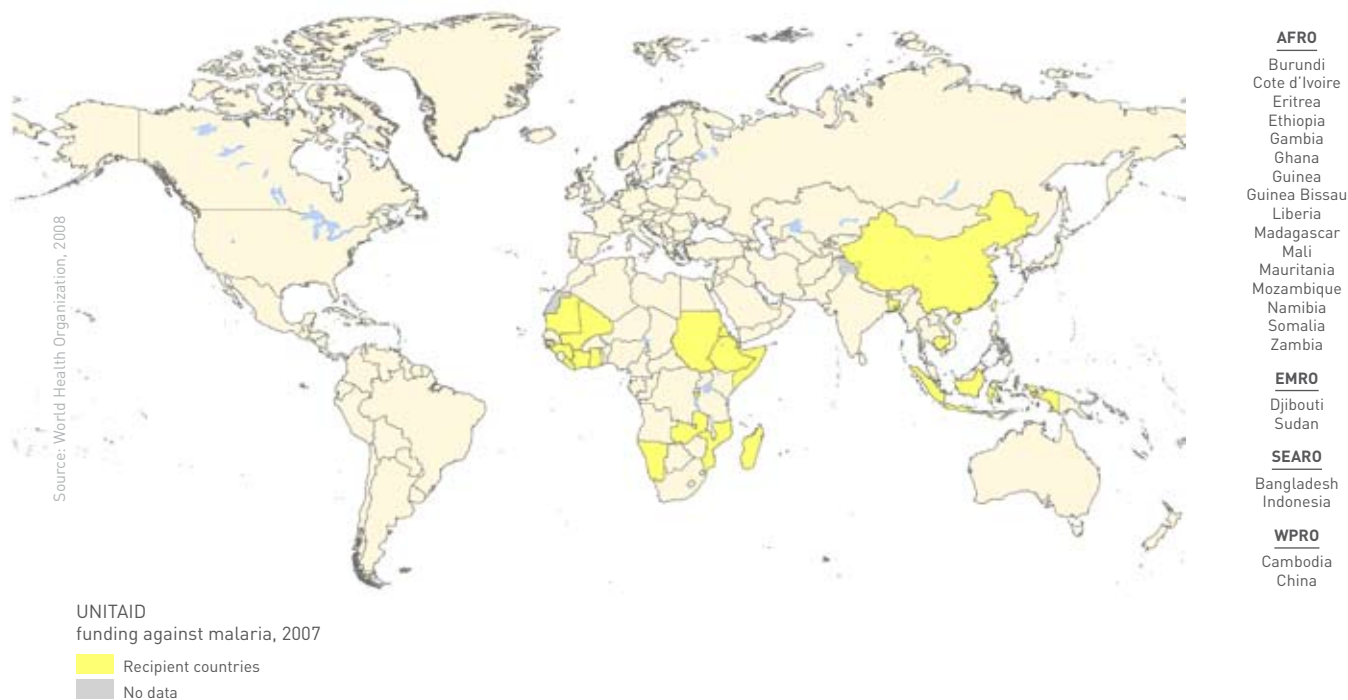 Source: World Health Organization, 2008
AFRO
Burundi
Cote d'Ivoire
Eritrea
Ethiopia
Gambia
Ghana
Guinea
Guinea Bissau
Liberia
Madagascar
Mali
Mauritania
Mozambique
Namibia
Somalia
Zambia
EMRO
Djibouti
Sudan
SEARO
Bangladesh
Indonesia
WPRO
Cambodia
China
UNITAID
funding against malaria, 2007
Recipient countries
No data